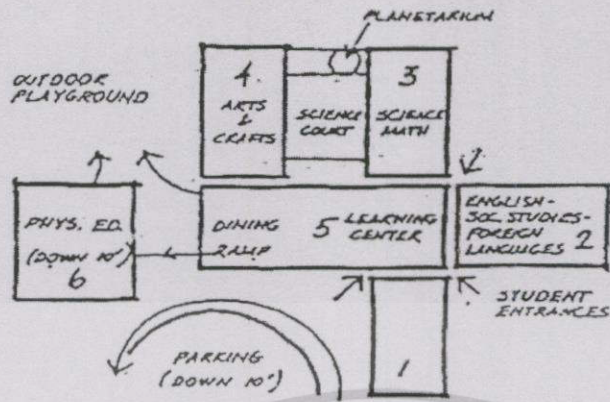 PLANETARIUM
4
ARTS
&
CRAFTS
SCIENCE
COURT
3
SCIENCE
MATH
OUTDOOR
PLAYGROUND
PHYS. ED.
(DOWN 10')
6
DINING
RAMP
5 LEARNING
CENTER
ENGLISH-
SOC. STUDIES-
FOREIGN
LANGUAGES 2
STUDENT
ENTRANCES
1
PARKING
(DOWN 10')